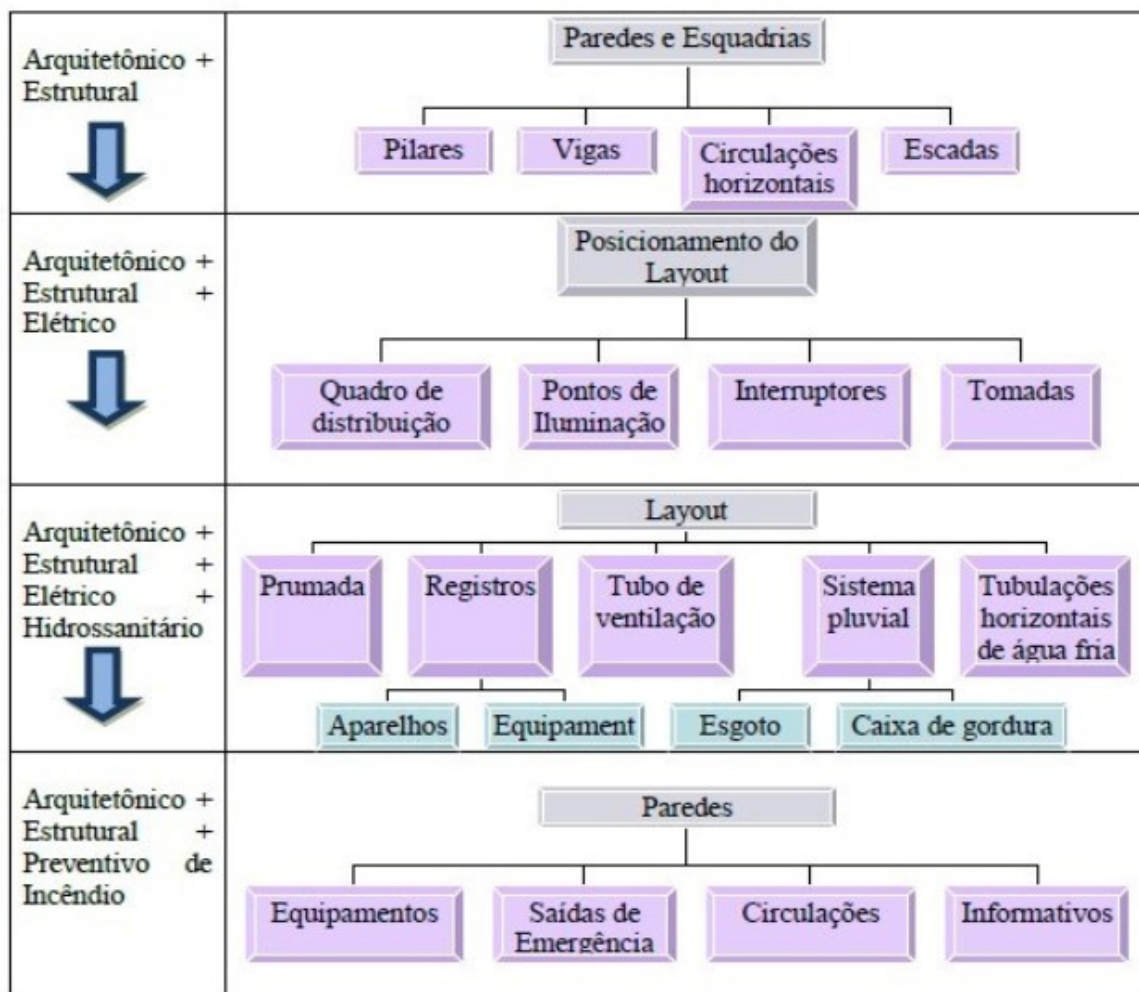 Arquitetônico +
Estrutural
Paredes e Esquadrias
Pilares
Vigas
Circulações
horizontais
Escadas
Arquitetônico +
Estrutural +
Elétrico
Posicionamento do
Layout
Quadro de
distribuição
Pontos de
Iluminação
Interruptores
Tomadas
Arquitetônico +
Estrutural +
Elétrico +
Hidrossanitário
Layout
Prumada
Registros
Tubo de
ventilação
Sistema
pluvial
Tubulações
horizontais
de água fria
Aparelhos
Equipament
Esgoto
Caixa de gordura
Arquitetônico +
Estrutural +
Preventivo de
Incêndio
Paredes
Equipamentos
Saídas de
Emergência
Circulações
Informativos